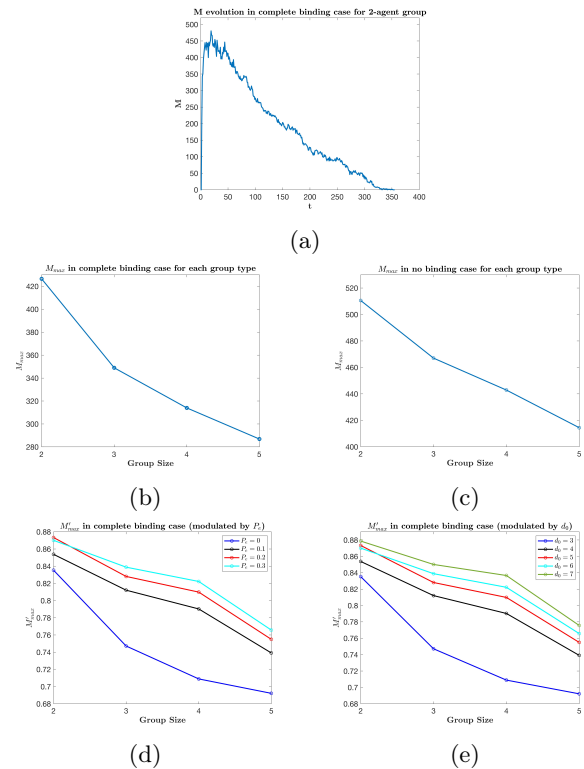 M evolution in complete binding case for 2-agent group
500
450
400
350
300
250
200
150
100
50
0
M
0 50 100 150 200 250 300 350 400
t
(a)
M_max in complete binding case for each group type
420
400
380
360
340
320
300
280
M_max
2 3 4 5
Group Size
(b)
M_max in no binding case for each group type
520
500
480
460
440
420
400
M_max
2 3 4 5
Group Size
(c)
M'_max in complete binding case (modulated by P_c)
0.88
0.86
0.84
0.82
0.8
0.78
0.76
0.74
0.72
0.7
0.68
M'_max
P_c = 0
P_c = 0.1
P_c = 0.2
P_c = 0.3
2 3 4 5
Group Size
(d)
M'_max in complete binding case (modulated by d_0)
0.88
0.86
0.84
0.82
0.8
0.78
0.76
0.74
0.72
0.7
0.68
M'_max
d_0 = 3
d_0 = 4
d_0 = 5
d_0 = 6
d_0 = 7
2 3 4 5
Group Size
(e)